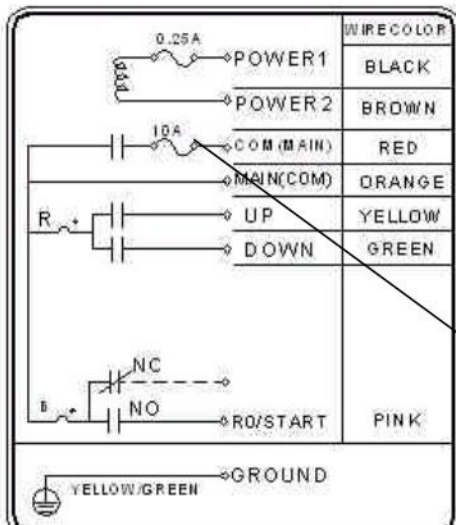 WIRECOLOR
0.25A
POWER1 BLACK
POWER2 BROWN
10A
COM(MAIN) RED
MAIN(COM) ORANGE
R UP YELLOW
DOWN GREEN
NC
NO
R0/START PINK
GROUND
YELLOW/GREEN